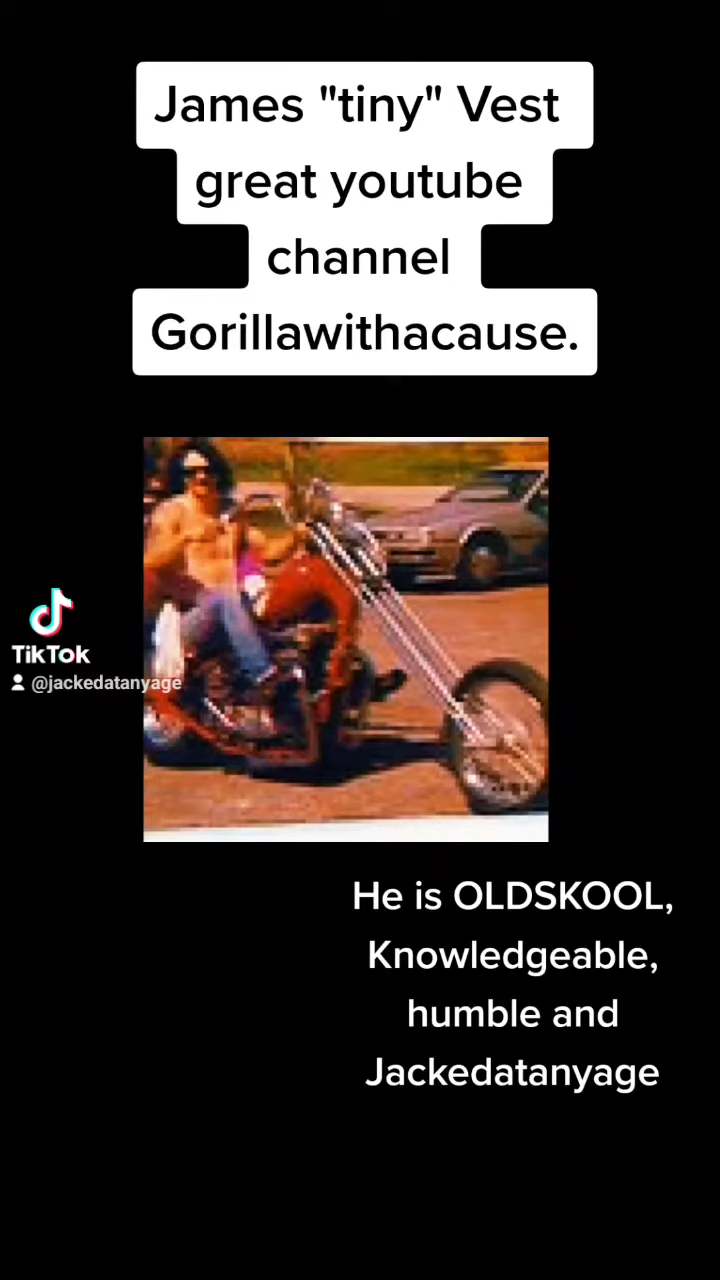 James "tiny" Vest
great youtube
channel
Gorillawithacause.
TikTok
@jackedatanyage
He is OLDSKOOL,
Knowledgeable,
humble and
Jackedatanyage